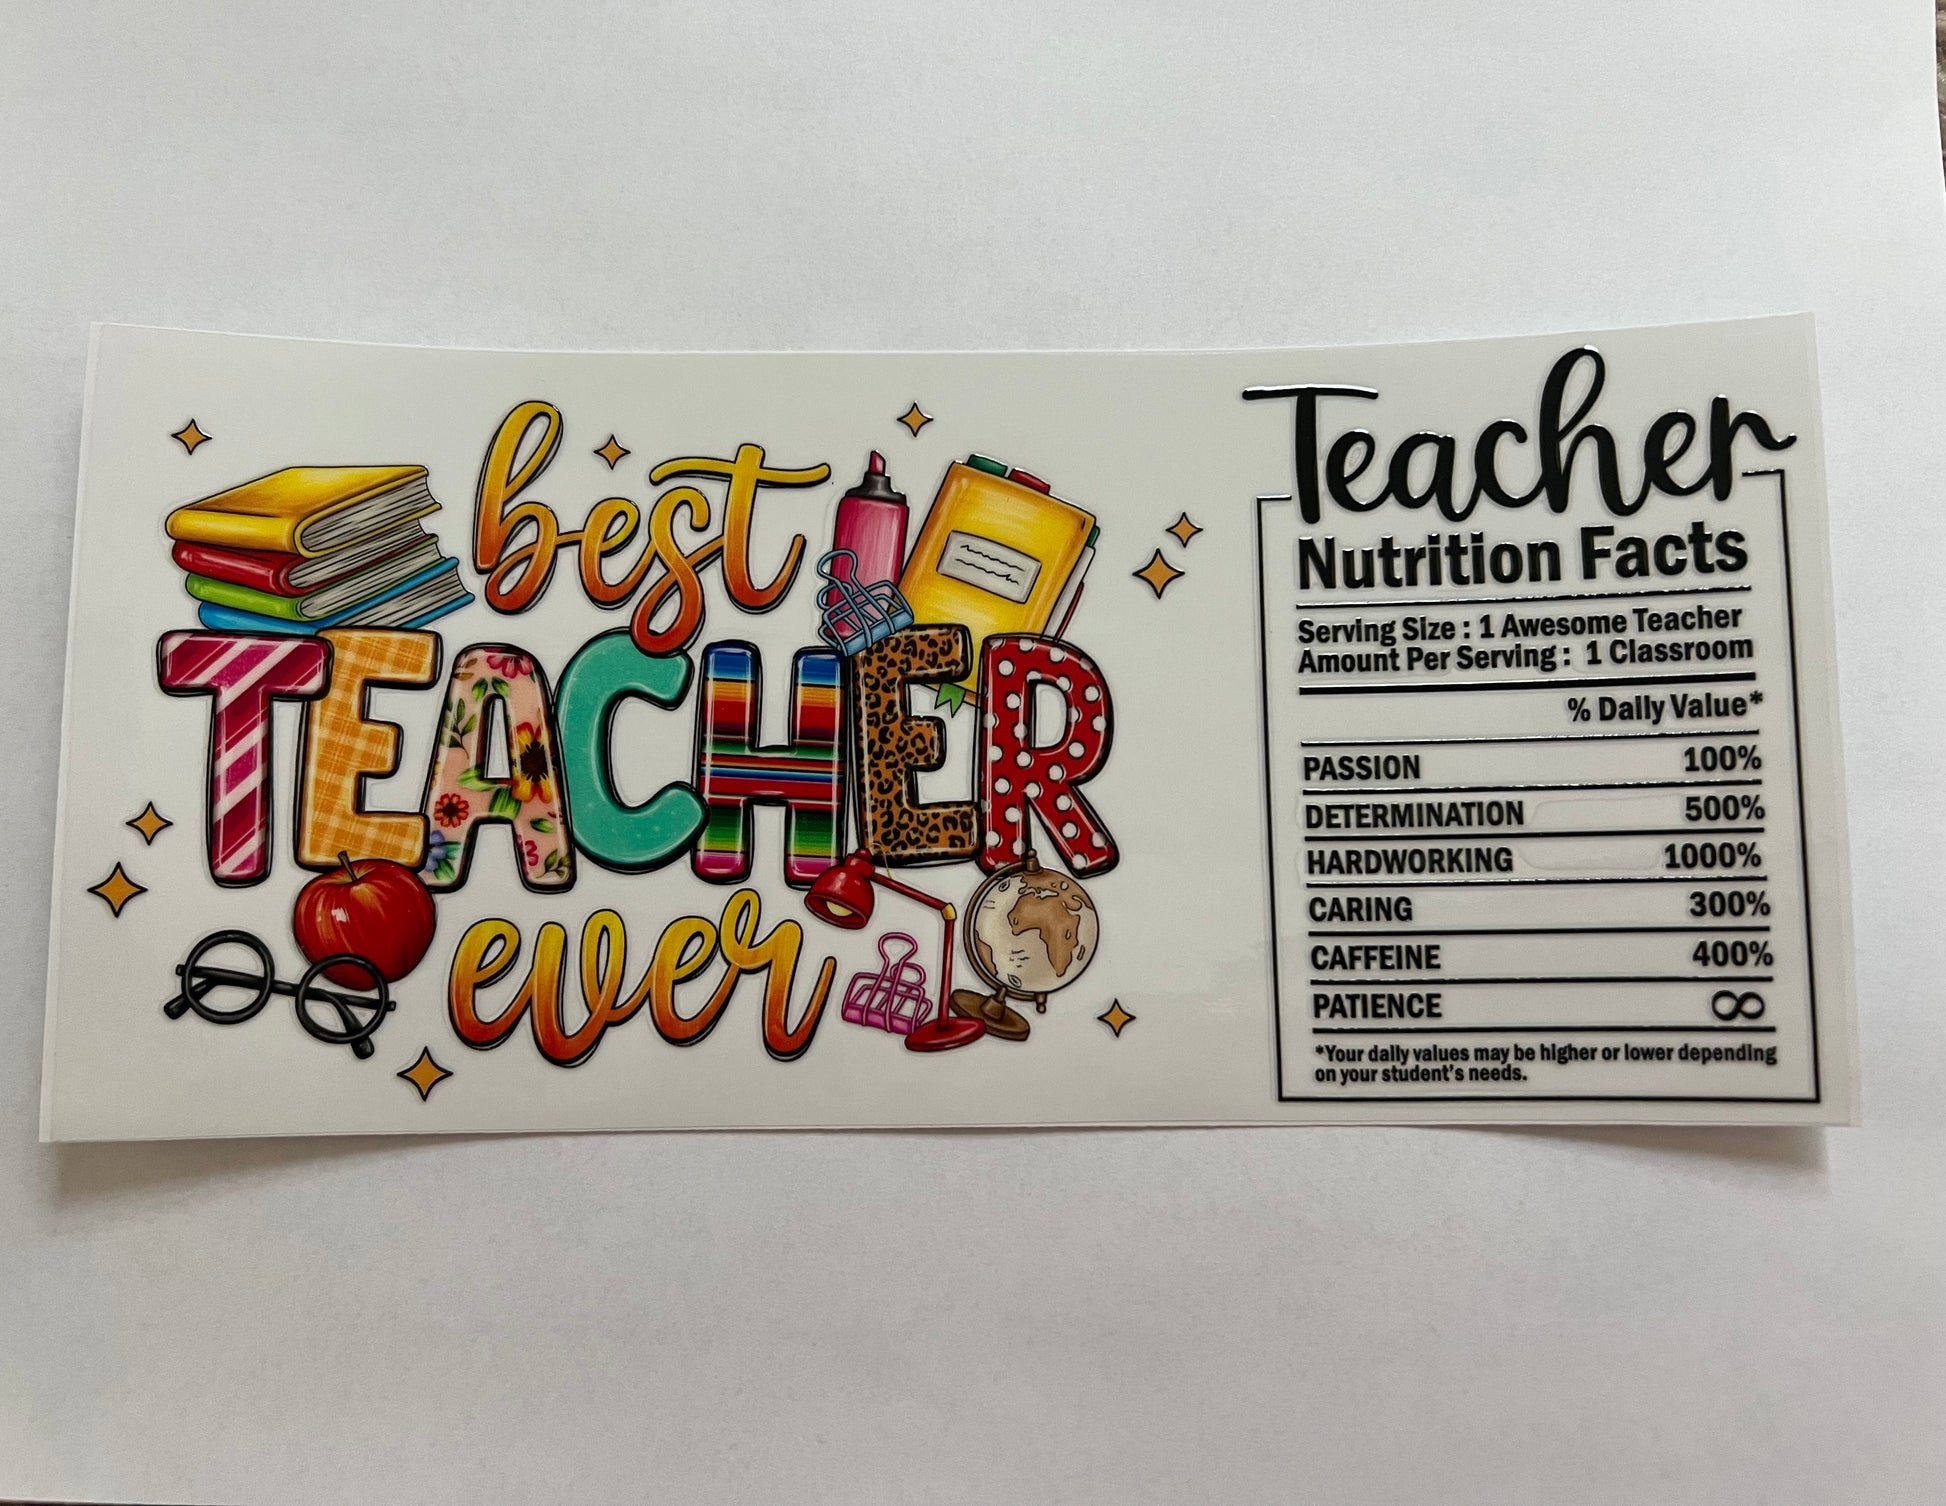 best
TEACHER
ever
Teacher
Nutrition Facts
Serving Size : 1 Awesome Teacher
Amount Per Serving : 1 Classroom
% Daily Value*
PASSION 100%
DETERMINATION 500%
HARDWORKING 1000%
CARING 300%
CAFFEINE 400%
PATIENCE ∞
*Your daily values may be higher or lower depending
on your student's needs.